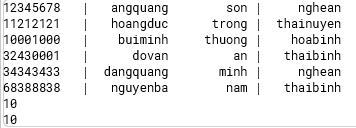 12345678 | angquang son | nghean
11212121 | hoangduc trong | thainuyen
10001000 | buiminh thuong | hoabinh
32430001 | dovan an | thaibinh
34343433 | dangquang minh | nghean
68388838 | nguyenba nam | thaibinh
10
10